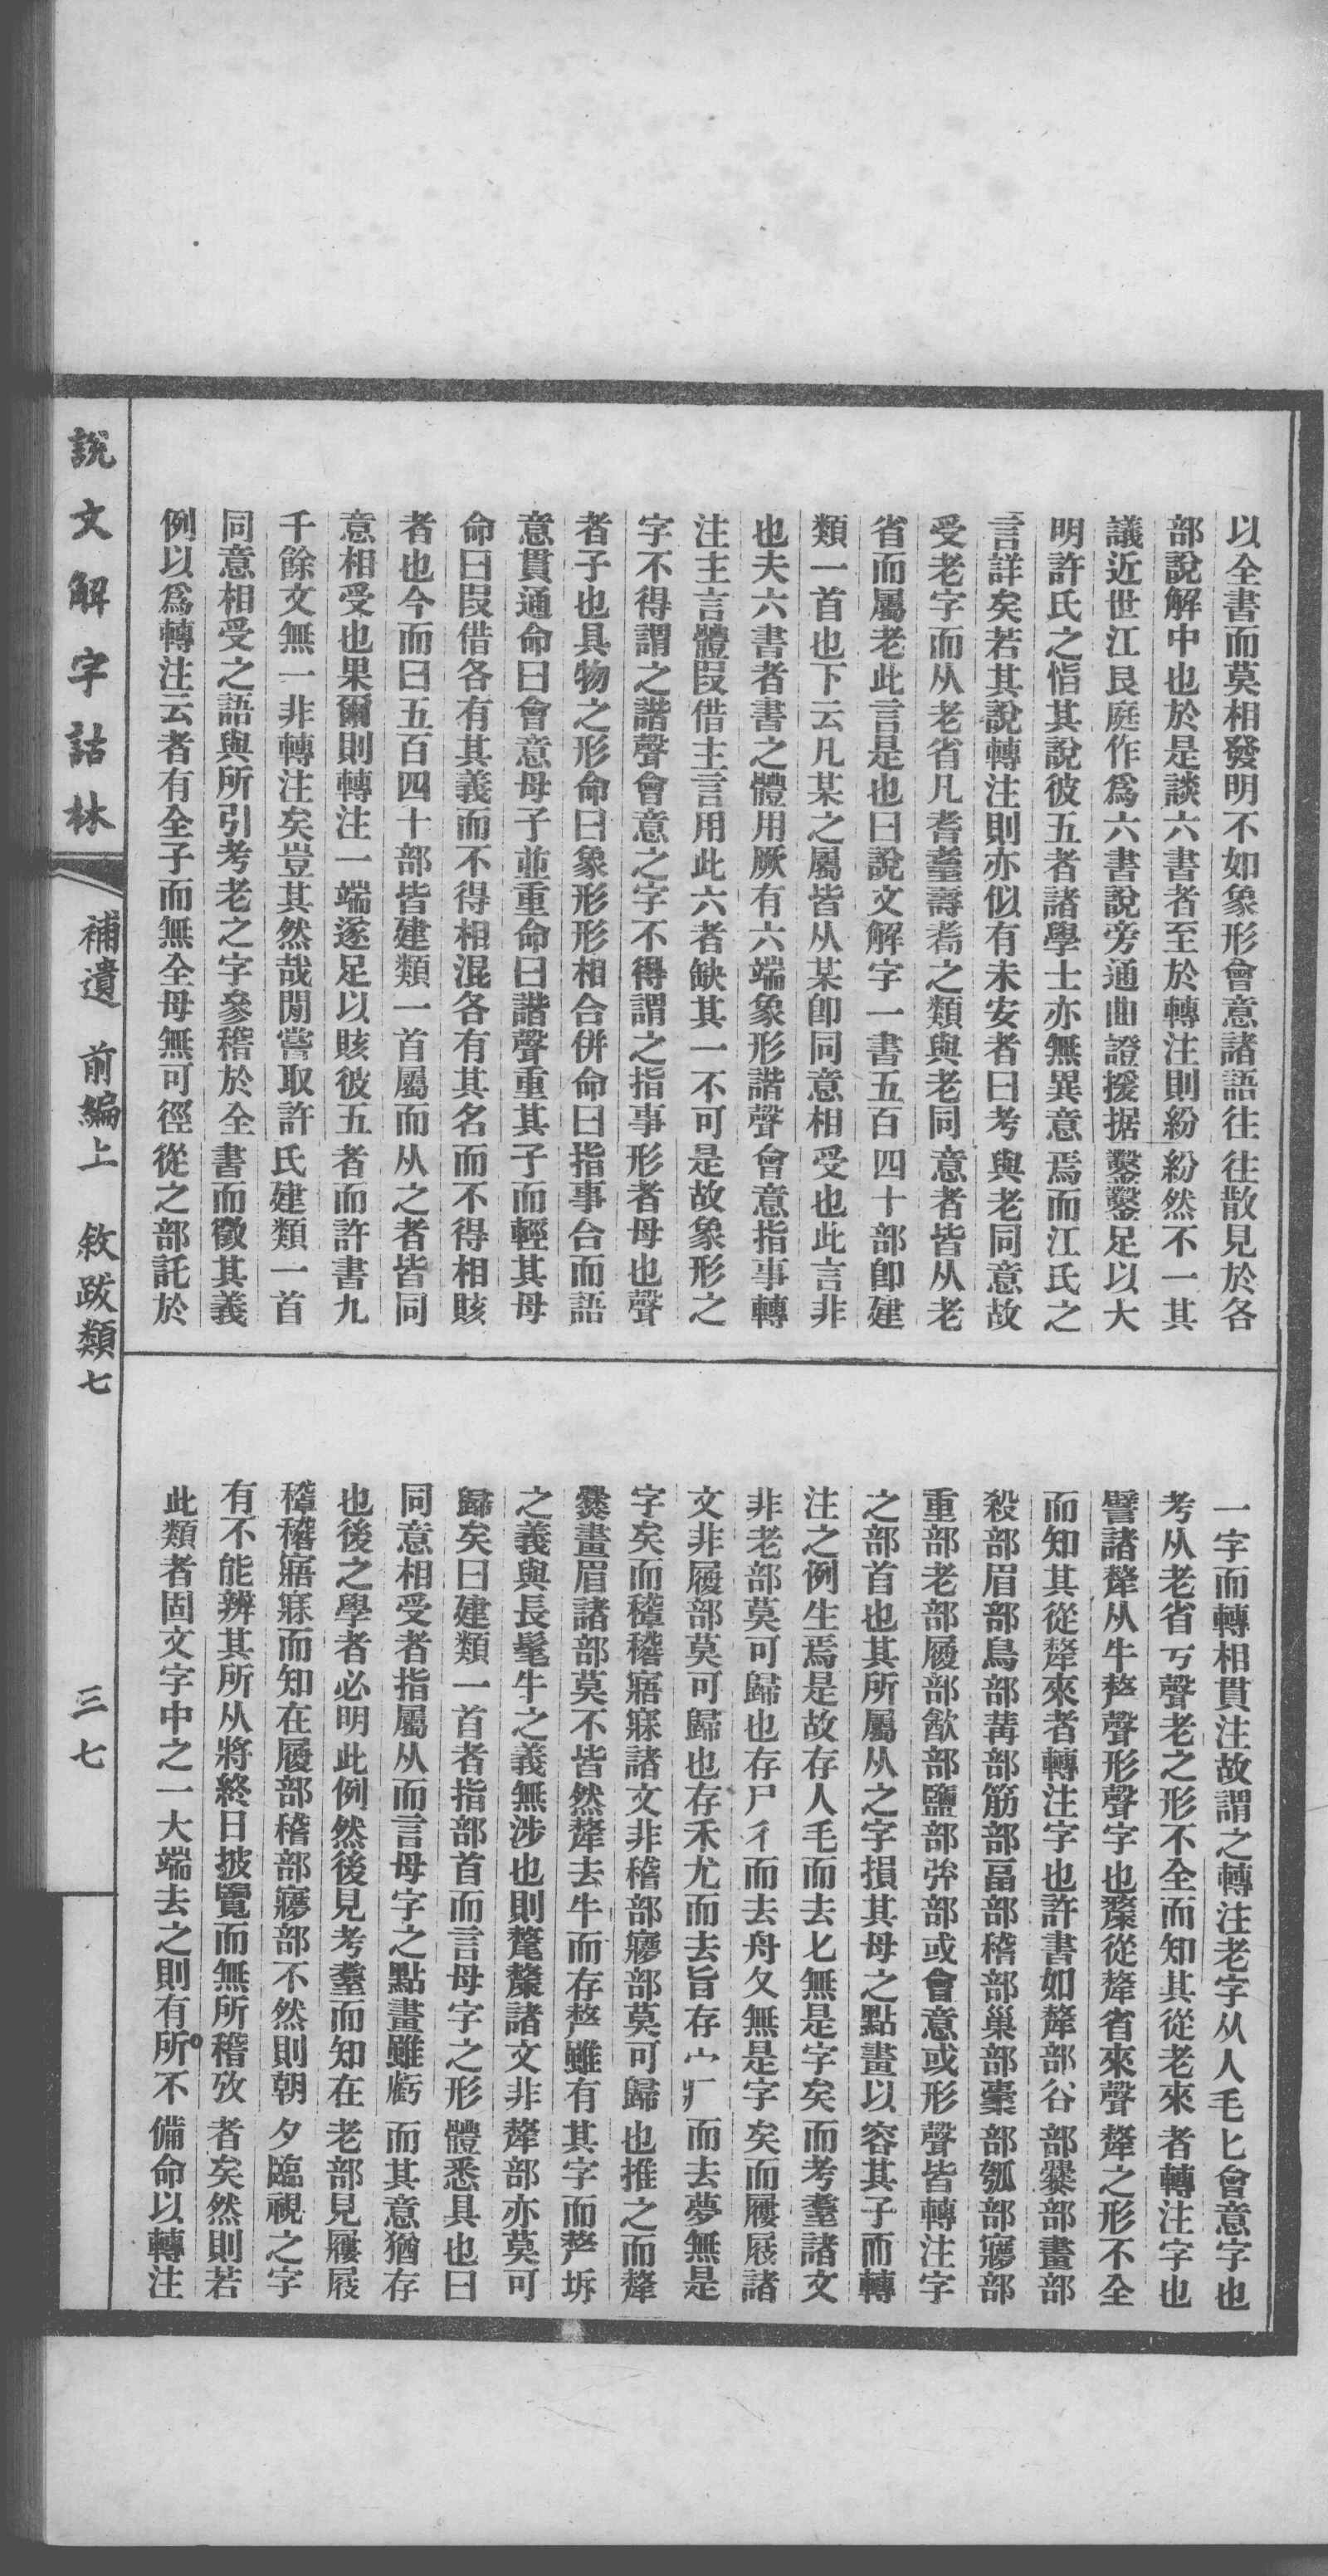 以全書而莫相發明不如象形會意諸語往往散見於各
部說解中也於是談六書者至於轉注則紛紛然不一其
議近世江艮庭作爲六書說旁通曲證援据鑿鑿足以大
明許氏之恉其說彼五者諸學士亦無異意焉而江氏之
言詳矣若其說轉注則亦似有未安者曰考與老同意故
受老字而从老省凡耆耋壽耇之類與老同意者皆从老
省而屬老此言是也曰說文解字一書五百四十部卽建
類一首也下云凡某之屬皆从某卽同意相受也此言非
也夫六書者書之體用厥有六端象形諧聲會意指事轉
注主言體叚借主言用此六者缺其一不可是故象形之
字不得謂之諧聲會意之字不得謂之指事形者母也聲
者子也具物之形命曰象形形相合併命曰指事合而語
意貫通命曰會意母子並重命曰諧聲重其子而輕其母
命曰叚借各有其義而不得相混各有其名而不得相賅
者也今而曰五百四十部皆建類一首屬而从之者皆同
意相受也果爾則轉注一端遂足以賅彼五者而許書九
千餘文無一非轉注矣豈其然哉閒嘗取許氏建類一首
同意相受之語與所引考老之字參稽於全書而徵其義
例以爲轉注云者有全子而無全母無可徑從之部託於
一字而轉相貫注故謂之轉注老字从人毛匕會意字也
考从老省丂聲老之形不全而知其從老來者轉注字也
譬諸犛从牛𠩺聲形聲字也氂從犛省來聲犛之形不全
而知其從犛來者轉注字也許書如犛部谷部爨部畫部
殺部眉部鳥部冓部筋部畐部稽部巢部㯻部瓠部㝱部
重部老部履部㱃部鹽部弦部或會意或形聲皆轉注字
之部首也其所屬从之字損其母之點畫以容其子而轉
注之例生焉是故存人毛而去匕無是字矣而考耋諸文
非老部莫可歸也存尸彳而去舟夊無是字矣而屨屐諸
文非履部莫可歸也存禾尤而去旨存宀爿而去夢無是
字矣而𥡴𥢔寤寐諸文非稽部㝱部莫可歸也推之而犛
爨畫眉諸部莫不皆然犛去牛而存𠩺雖有其字而𠩺坼
之義與長髦牛之義無涉也則氂斄諸文非犛部亦莫可
歸矣曰建類一首者指部首而言母字之形體悉具也曰
同意相受者指屬从而言母字之點畫雖虧而其意猶存
也後之學者必明此例然後見考耋而知在老部見屨屐
𥡴𥢔寤寐而知在履部稽部㝱部不然則朝夕臨視之字
有不能辨其所从將終日披覽而無所稽攷者矣然則若
此類者固文字中之一大端去之則有所不備命以轉注
說文解字詁林
補遺 前編上 敘跋類七
三七